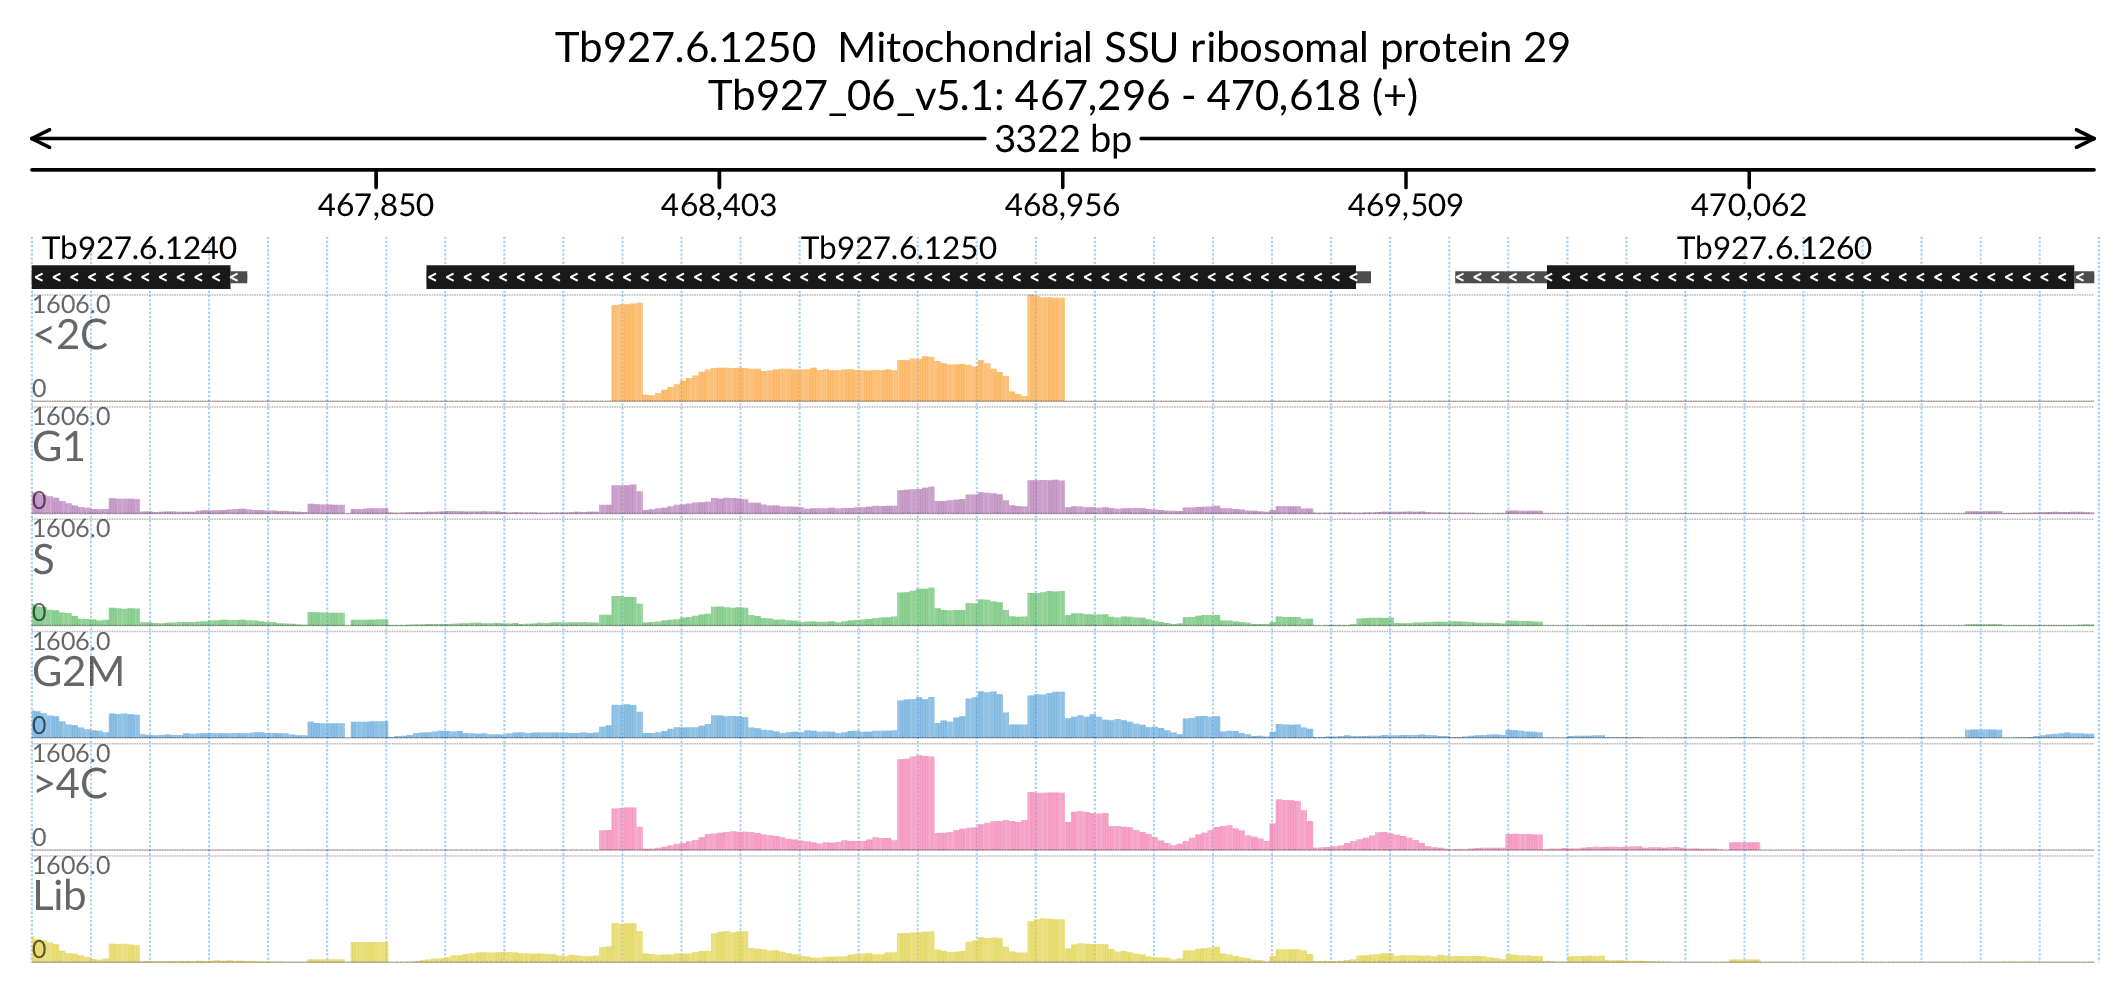 Tb927.6.1250 Mitochondrial SSU ribosomal protein 29
Tb927_06_v5.1: 467,296 - 470,618 (+)
3322 bp
467,850 468,403 468,956 469,509 470,062
Tb927.6.1240 Tb927.6.1250 Tb927.6.1260
1606.0
<2C
0
1606.0
G1
0
1606.0
S
0
1606.0
G2M
0
1606.0
>4C
0
1606.0
Lib
0